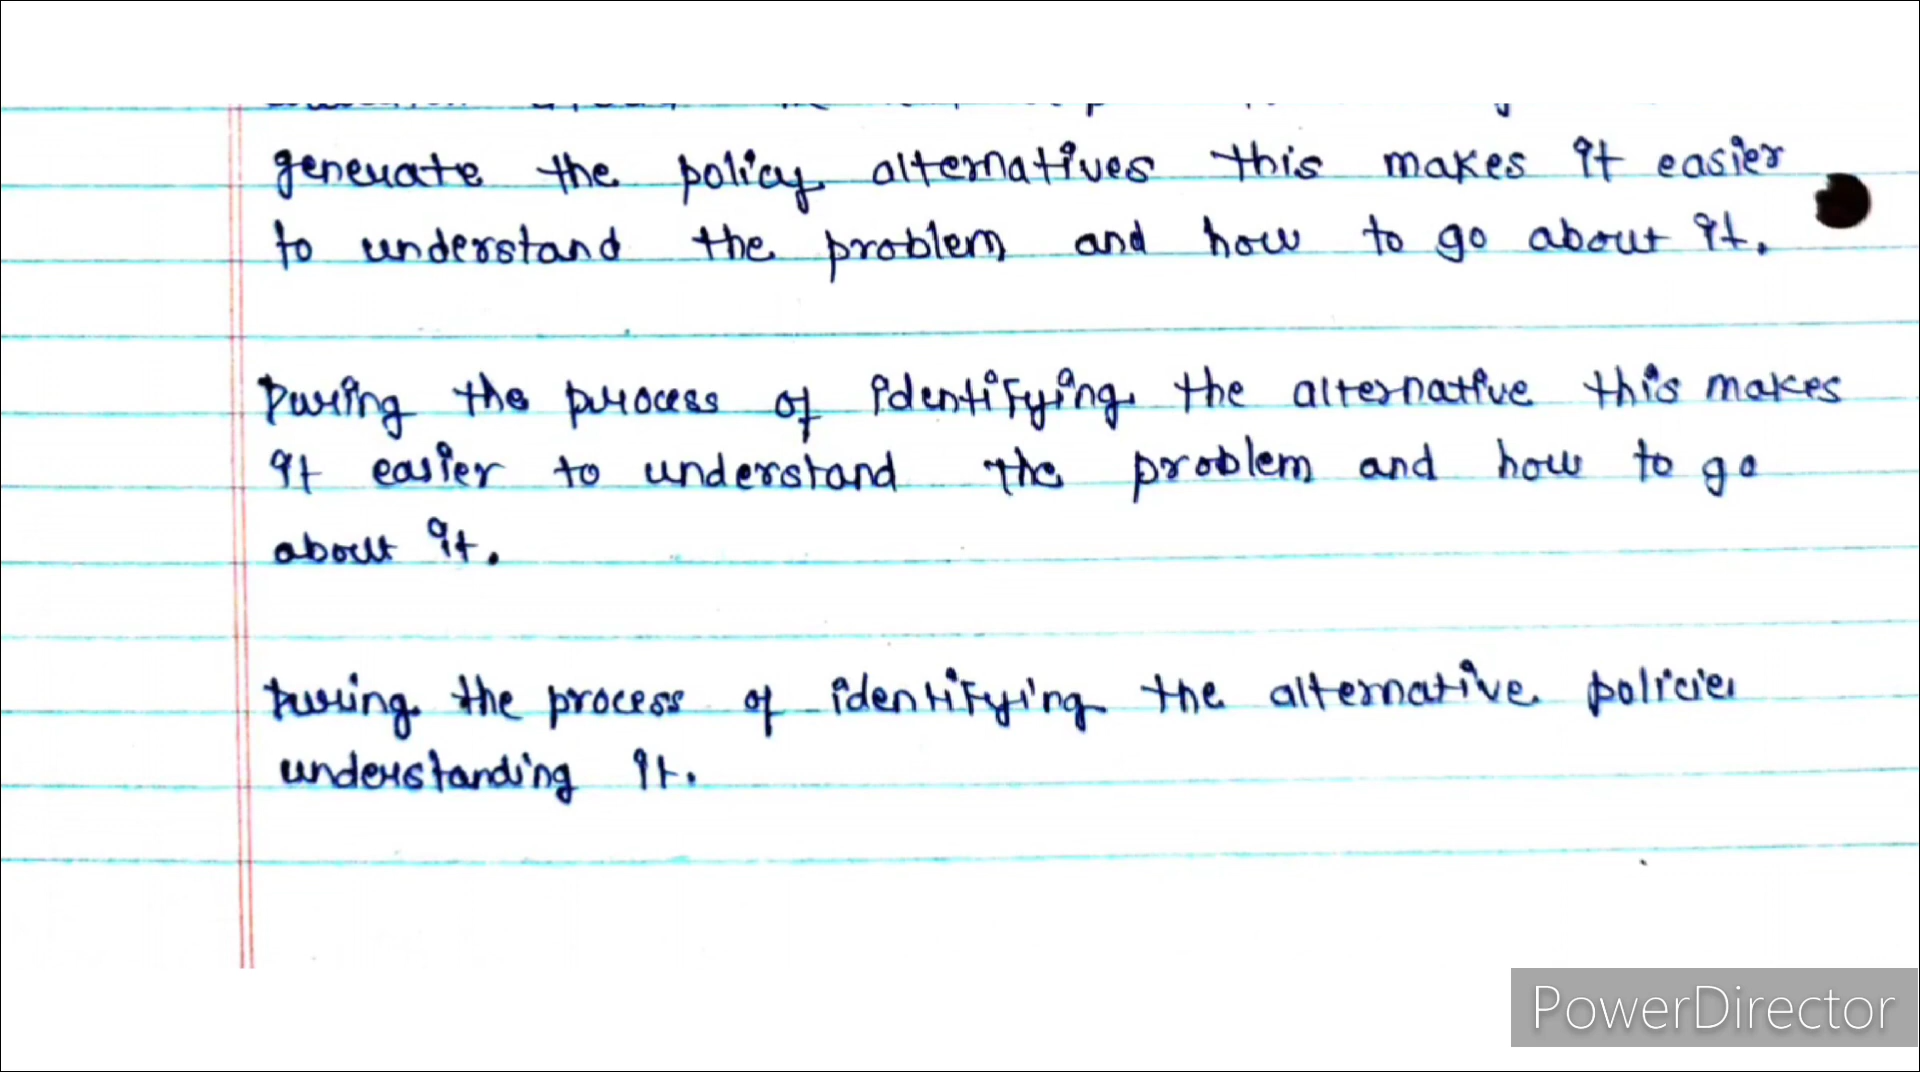 generate the policy alternatives this makes it easier
to understand the problem and how to go about it.
During the process of identifying the alternative this makes
it easier to understand the problem and how to go
about it.
During the process of identifying the alternative policies
understanding it.
PowerDirector